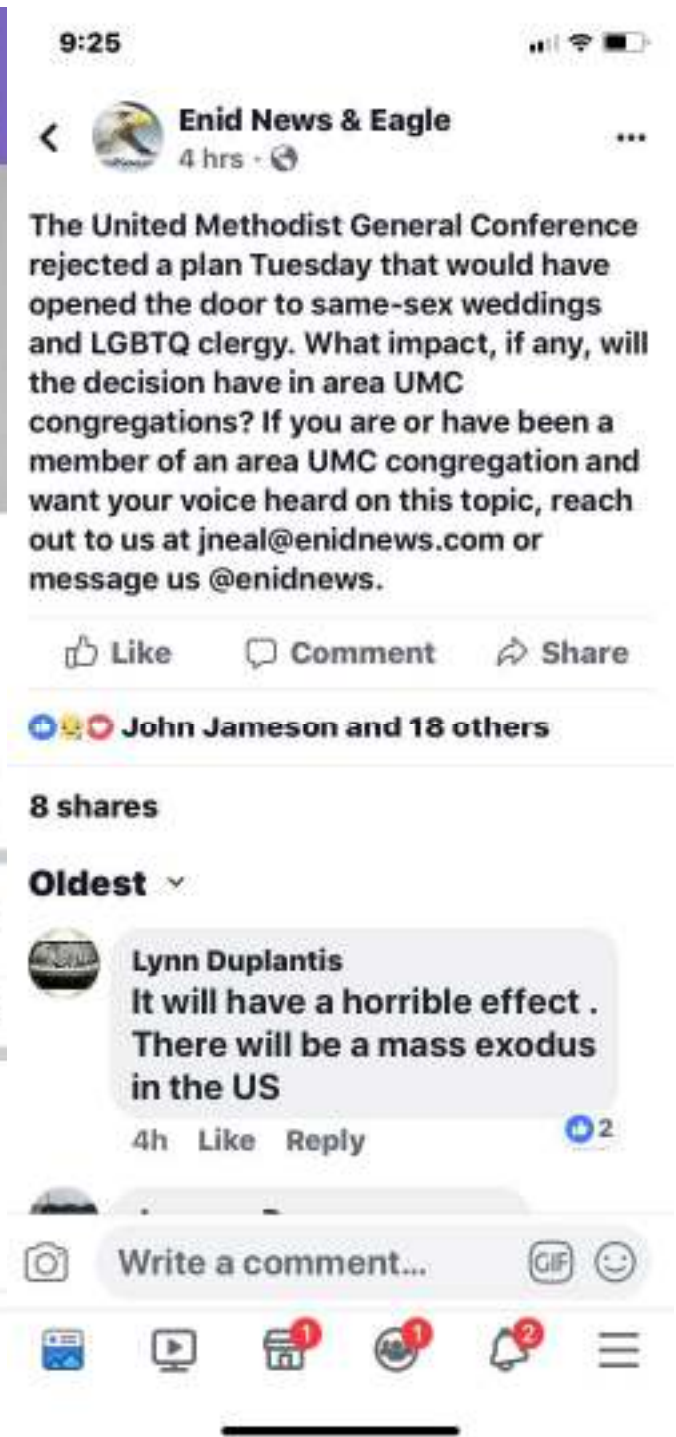 9:25
Enid News & Eagle
4 hrs ·
The United Methodist General Conference
rejected a plan Tuesday that would have
opened the door to same-sex weddings
and LGBTQ clergy. What impact, if any, will
the decision have in area UMC
congregations? If you are or have been a
member of an area UMC congregation and
want your voice heard on this topic, reach
out to us at jneal@enidnews.com or
message us @enidnews.
Like Comment Share
John Jameson and 18 others
8 shares
Oldest
Lynn Duplantis
It will have a horrible effect .
There will be a mass exodus
in the US
4h Like Reply 2
Write a comment... GIF
1 1 2